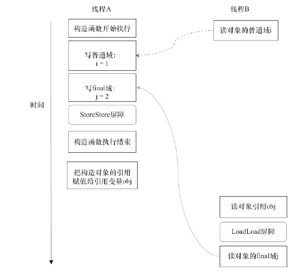 线程A
线程B
构造函数开始执行
读对象的普通域i
写普通域:
i = 1
写final域:
j = 2
时间
StoreStore屏障
构造函数执行结束
把构造对象的引用
赋值给引用变量obj
读对象引用obj
LoadLoad屏障
读对象的final域j